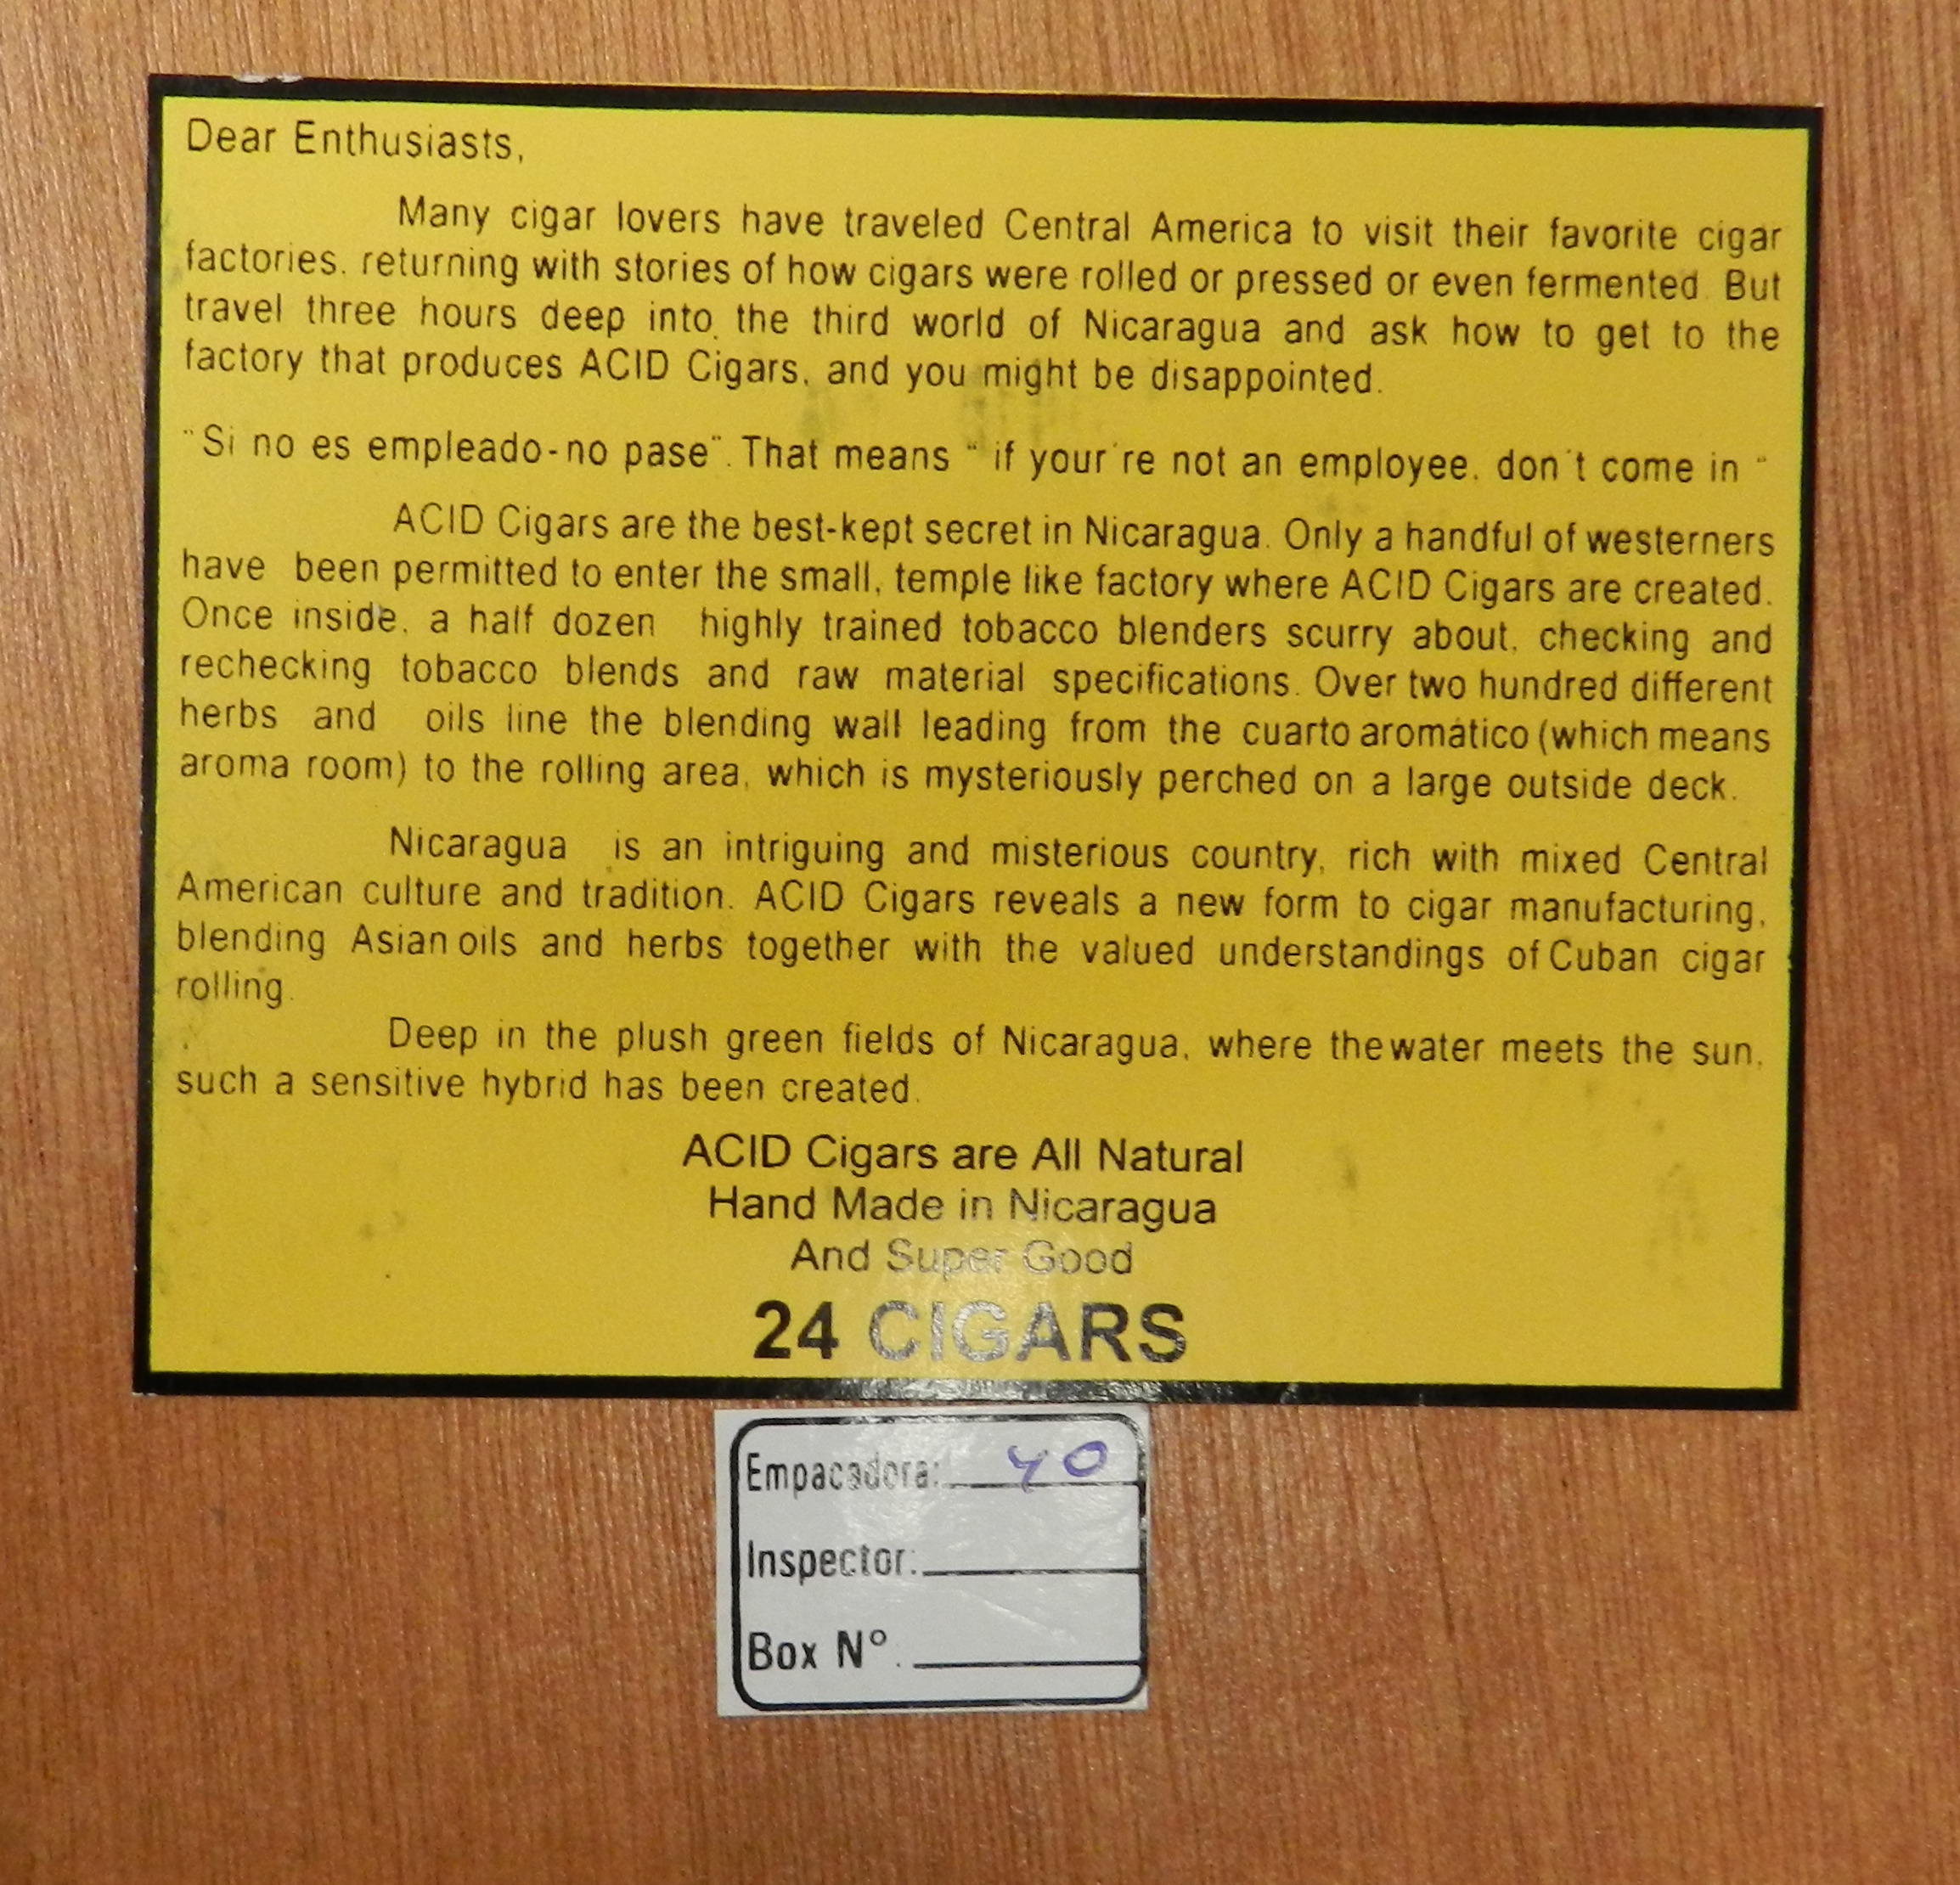 Dear Enthusiasts,
Many cigar lovers have traveled Central America to visit their favorite cigar
factories. returning with stories of how cigars were rolled or pressed or even fermented. But
travel three hours deep into the third world of Nicaragua and ask how to get to the
factory that produces ACID Cigars, and you might be disappointed.
"Si no es empleado-no pase". That means " if your're not an employee, don't come in "
ACID Cigars are the best-kept secret in Nicaragua. Only a handful of westerners
have been permitted to enter the small, temple like factory where ACID Cigars are created.
Once inside, a half dozen highly trained tobacco blenders scurry about, checking and
rechecking tobacco blends and raw material specifications. Over two hundred different
herbs and oils line the blending wall leading from the cuarto aromático (which means
aroma room) to the rolling area, which is mysteriously perched on a large outside deck.
Nicaragua is an intriguing and misterious country, rich with mixed Central
American culture and tradition. ACID Cigars reveals a new form to cigar manufacturing,
blending Asian oils and herbs together with the valued understandings of Cuban cigar
rolling.
Deep in the plush green fields of Nicaragua, where thewater meets the sun,
such a sensitive hybrid has been created.
ACID Cigars are All Natural
Hand Made in Nicaragua
And Super Good
24 CIGARS
Empacadora: 40
Inspector:
Box Nº.